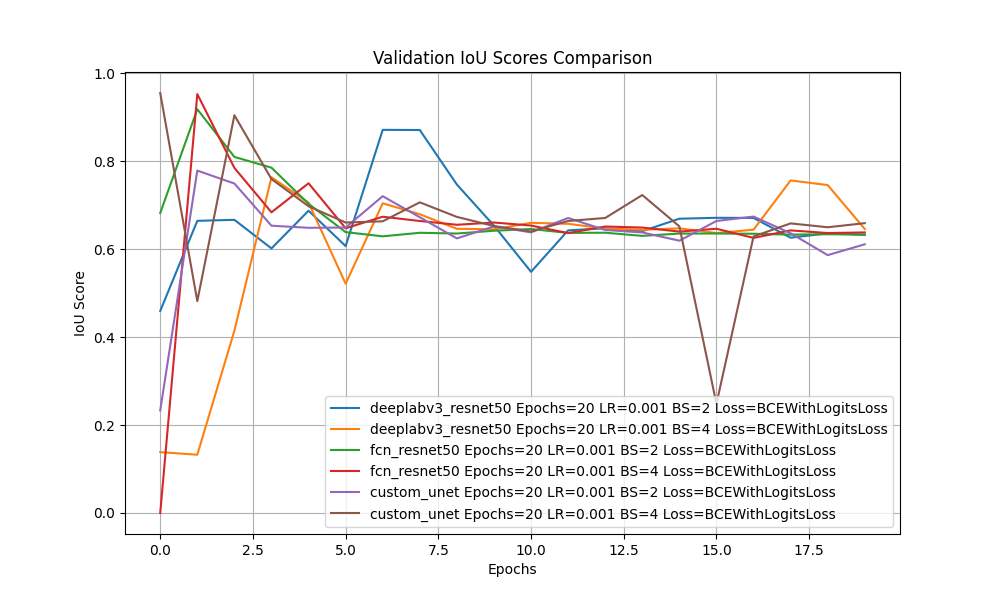 Validation IoU Scores Comparison
1.0
0.8
0.6
0.4
0.2
0.0
IoU Score
deeplabv3_resnet50 Epochs=20 LR=0.001 BS=2 Loss=BCEWithLogitsLoss
deeplabv3_resnet50 Epochs=20 LR=0.001 BS=4 Loss=BCEWithLogitsLoss
fcn_resnet50 Epochs=20 LR=0.001 BS=2 Loss=BCEWithLogitsLoss
fcn_resnet50 Epochs=20 LR=0.001 BS=4 Loss=BCEWithLogitsLoss
custom_unet Epochs=20 LR=0.001 BS=2 Loss=BCEWithLogitsLoss
custom_unet Epochs=20 LR=0.001 BS=4 Loss=BCEWithLogitsLoss
0.0 2.5 5.0 7.5 10.0 12.5 15.0 17.5
Epochs